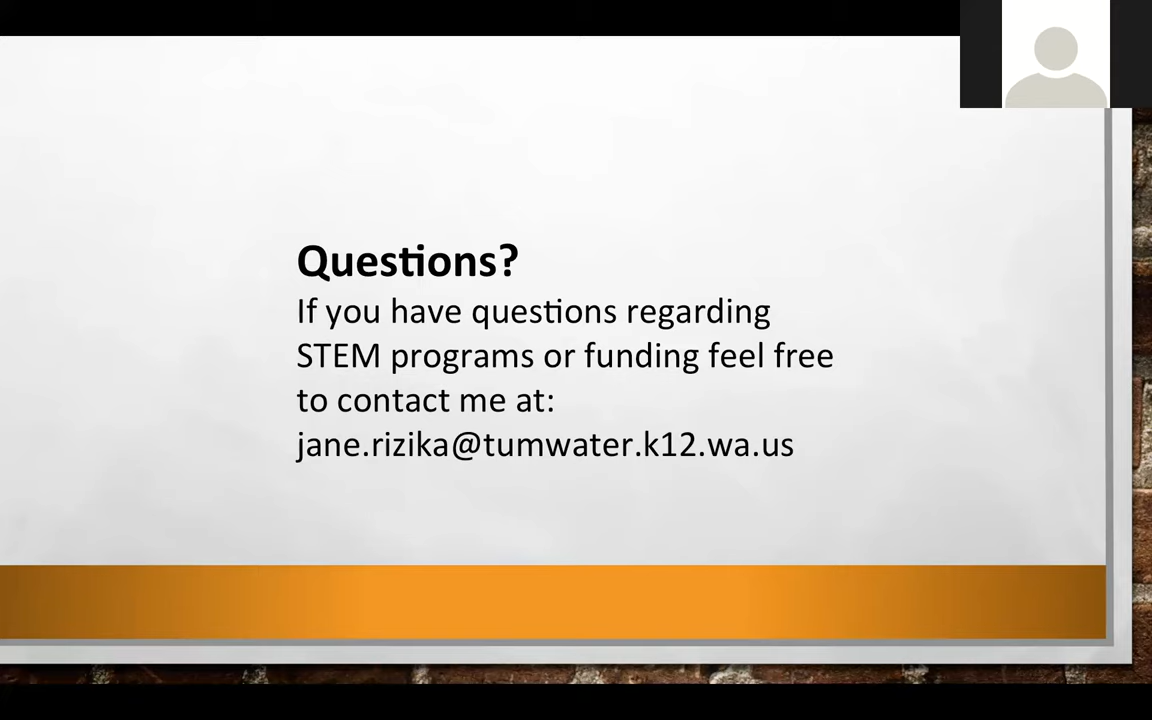 Questions?
If you have questions regarding
STEM programs or funding feel free
to contact me at:
jane.rizika@tumwater.k12.wa.us